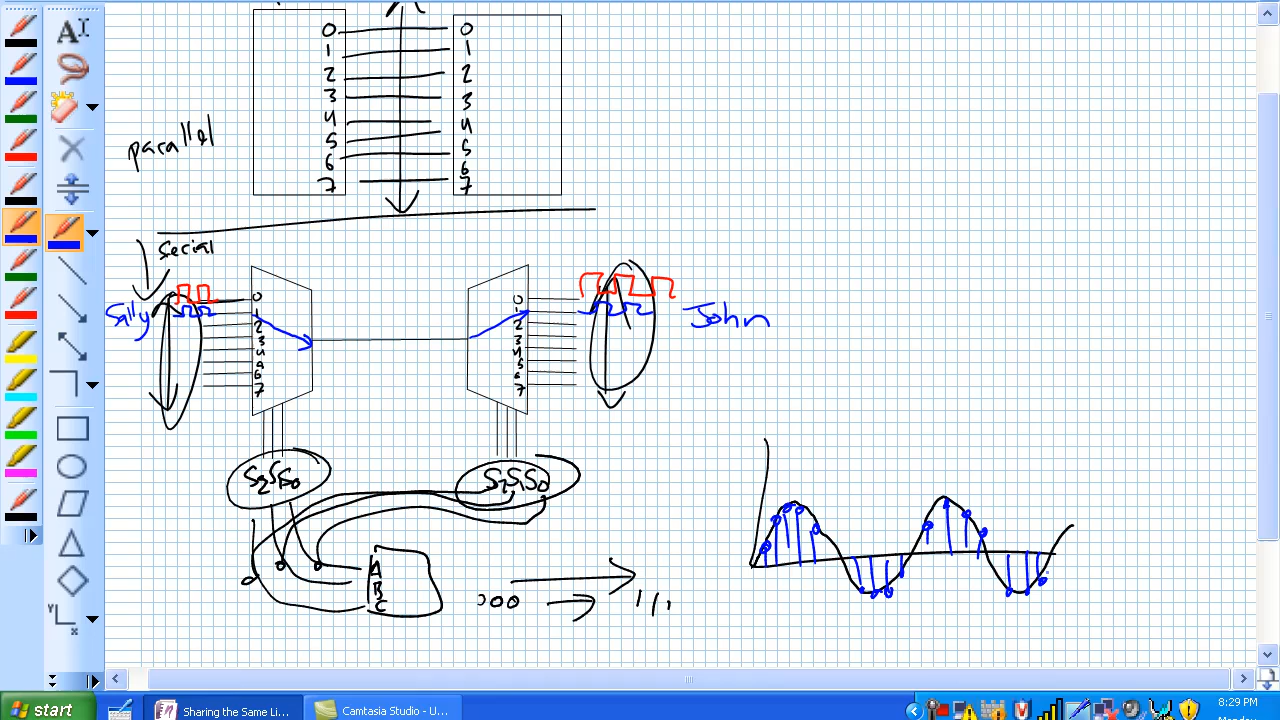 0 0
1 1
2 2
3 3
4 4
5 5
6 6
7 7
parallel
Serial
Sally
0
1
2
3
4
6
7
0
1
2
3
4
5
6
7
John
S2S1S0 S2S1S0
A
B
C
000 111
start
Sharing the Same Li...
Camtasia Studio - U...
8:29 PM
Monday